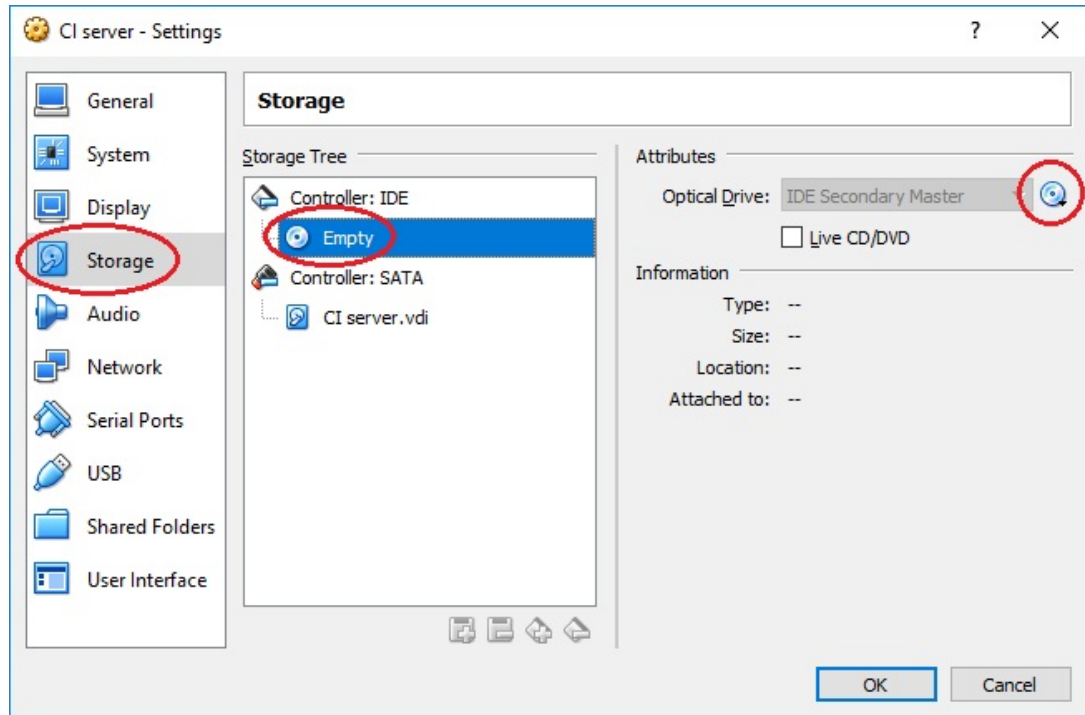 CI server - Settings
?
General
System
Display
Storage
Audio
Network
Serial Ports
USB
Shared Folders
User Interface
Storage
Storage Tree
Controller: IDE
Empty
Controller: SATA
CI server.vdi
Attributes
Optical Drive: IDE Secondary Master
Live CD/DVD
Information
Type: --
Size: --
Location: --
Attached to: --
OK Cancel